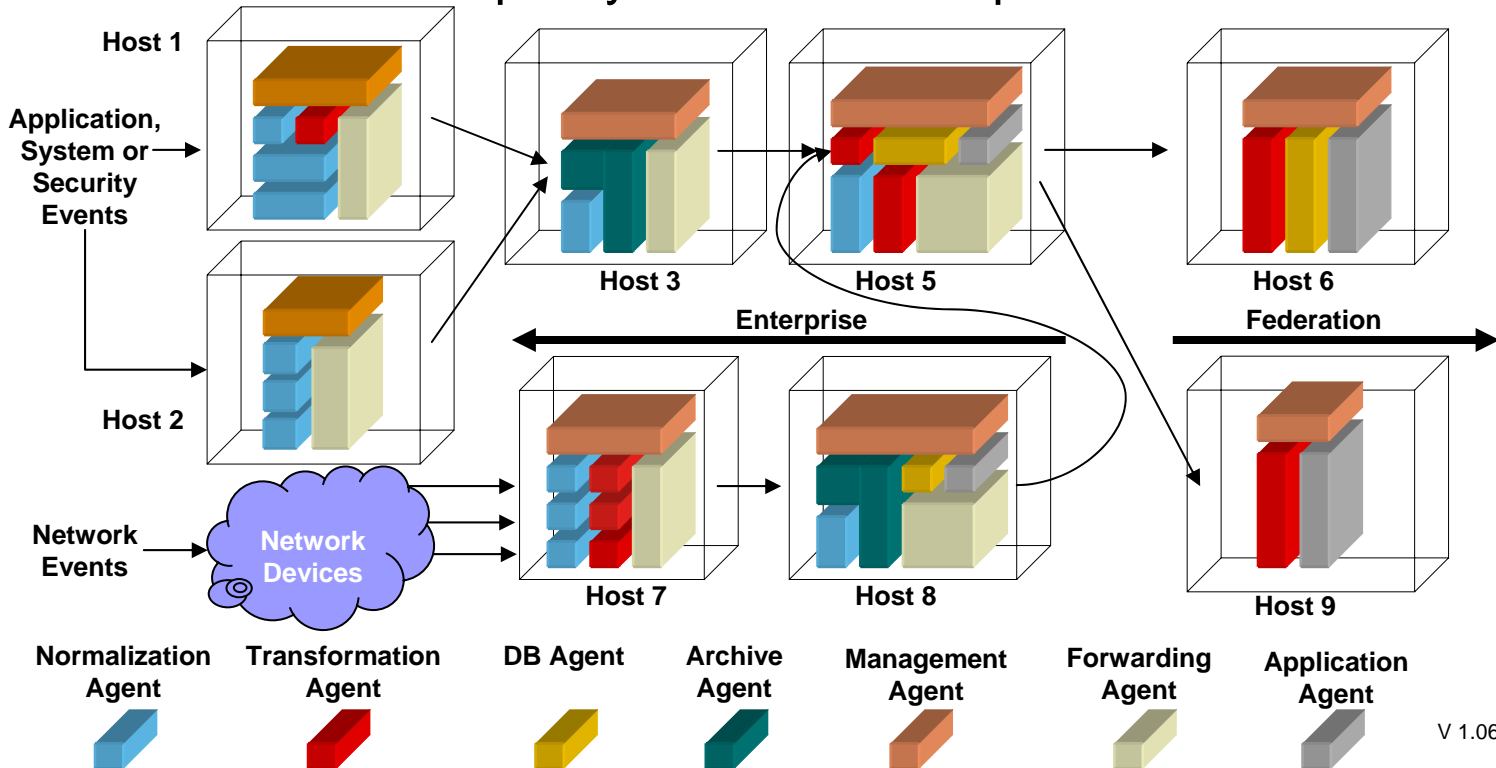 Host 1
Application,
System or
Security
Events
Host 2
Host 3
Host 5
Host 6
Enterprise
Federation
Network
Events
Network
Devices
Host 7
Host 8
Host 9
Normalization
Agent
Transformation
Agent
DB Agent
Archive
Agent
Management
Agent
Forwarding
Agent
Application
Agent
V 1.06